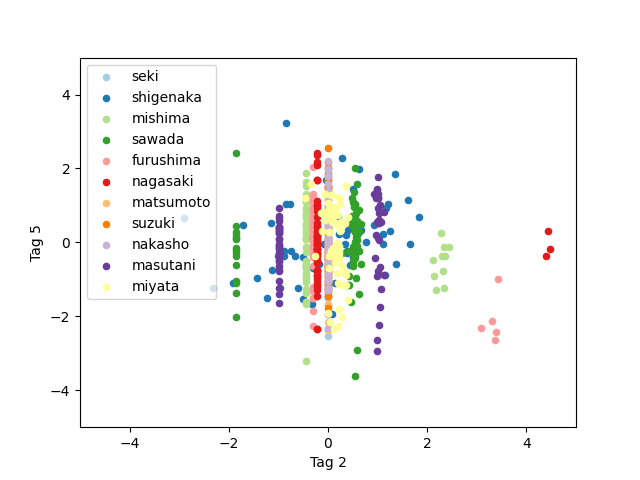 seki
shigenaka
mishima
sawada
furushima
nagasaki
matsumoto
suzuki
nakasho
masutani
miyata
4
2
0
−2
−4
Tag 5
−4 −2 0 2 4
Tag 2